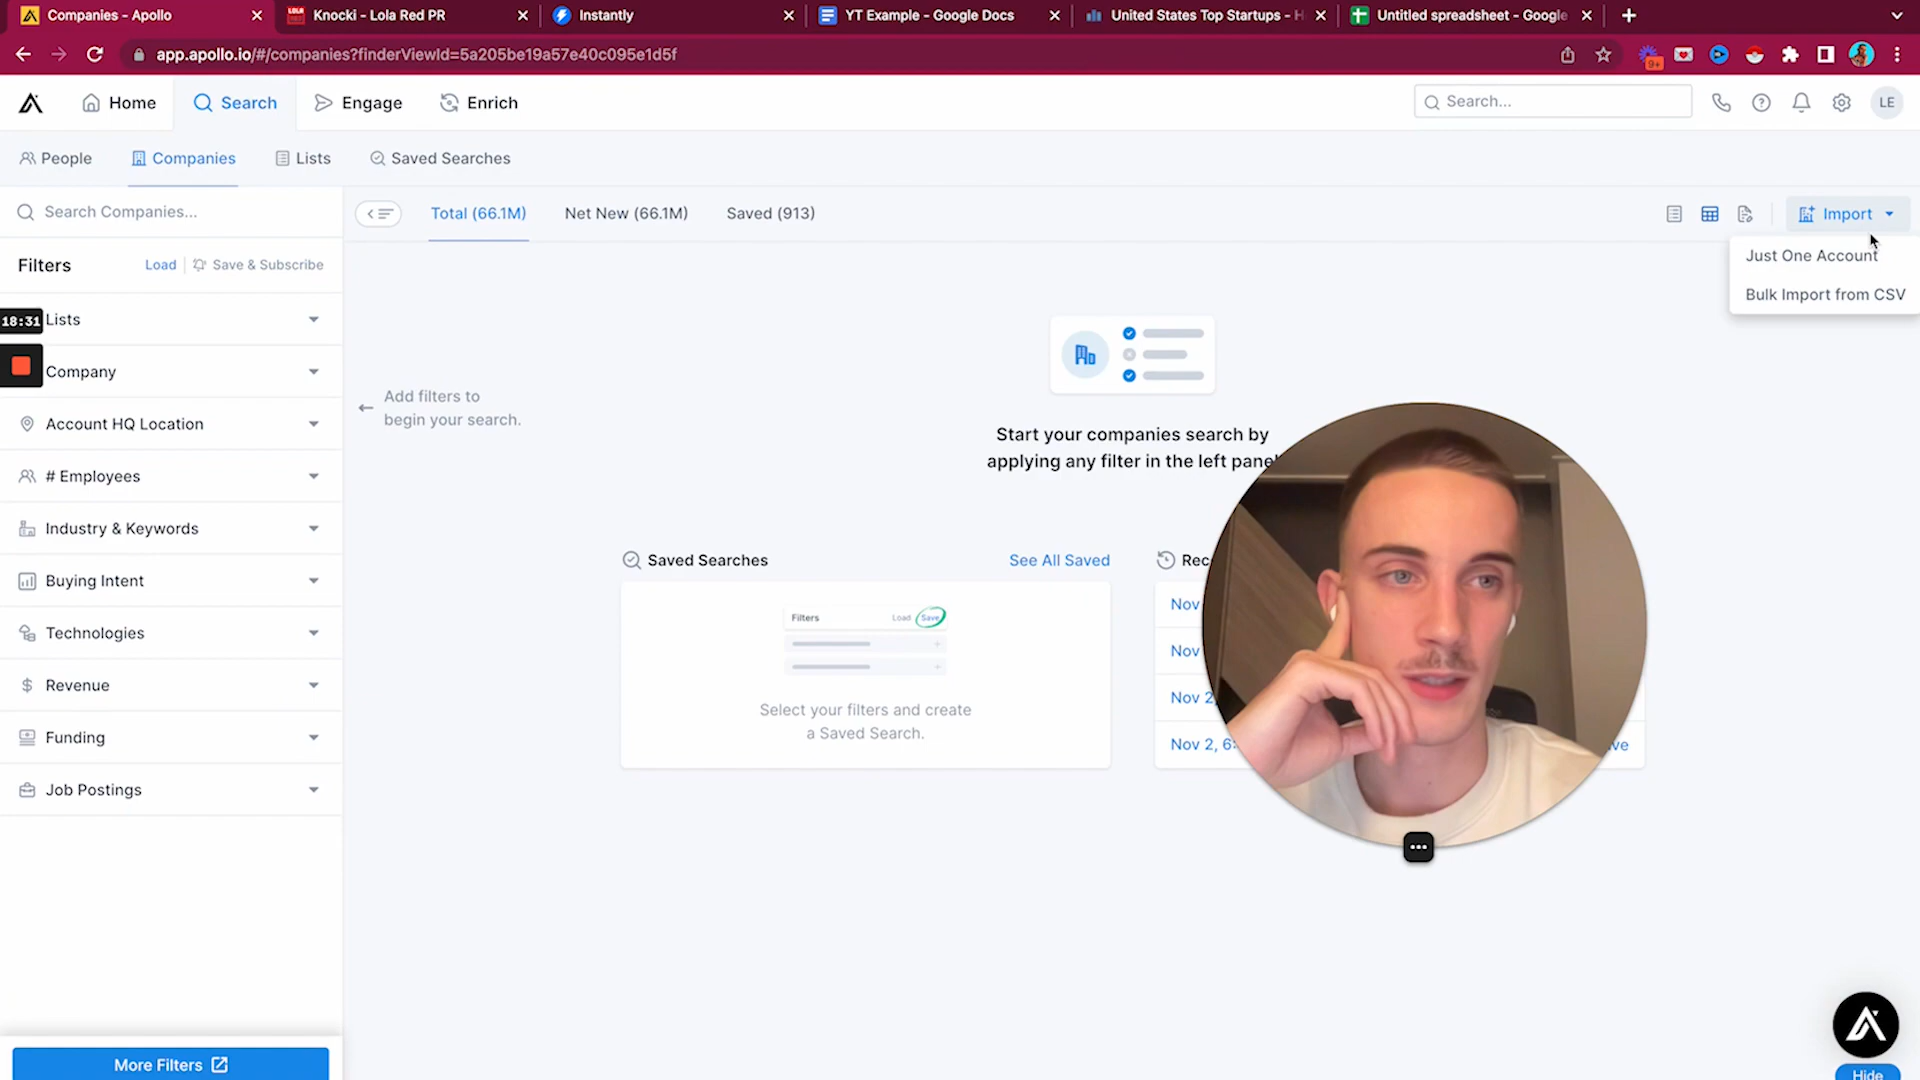 Companies - Apollo
Knocki - Lola Red PR
Instantly
YT Example - Google Docs
United States Top Startups - H
Untitled spreadsheet - Google
app.apollo.io/#/companies?finderViewId=5a205be19a57e40c095e1d5f
9+
Home
Search
Engage
Enrich
Search...
LE
People
Companies
Lists
Saved Searches
Search Companies...
Total (66.1M)
Net New (66.1M)
Saved (913)
Import
Just One Account
Bulk Import from CSV
Filters
Load
Save & Subscribe
18:31
Lists
Company
Account HQ Location
# Employees
Industry & Keywords
Buying Intent
Technologies
Revenue
Funding
Job Postings
More Filters
Add filters to
begin your search.
Start your companies search by
applying any filter in the left pane
Saved Searches
See All Saved
Filters
Load
Save
Select your filters and create
a Saved Search.
Rec
Nov
Nov
Nov 2,
Nov 2, 6:
ve
Hide